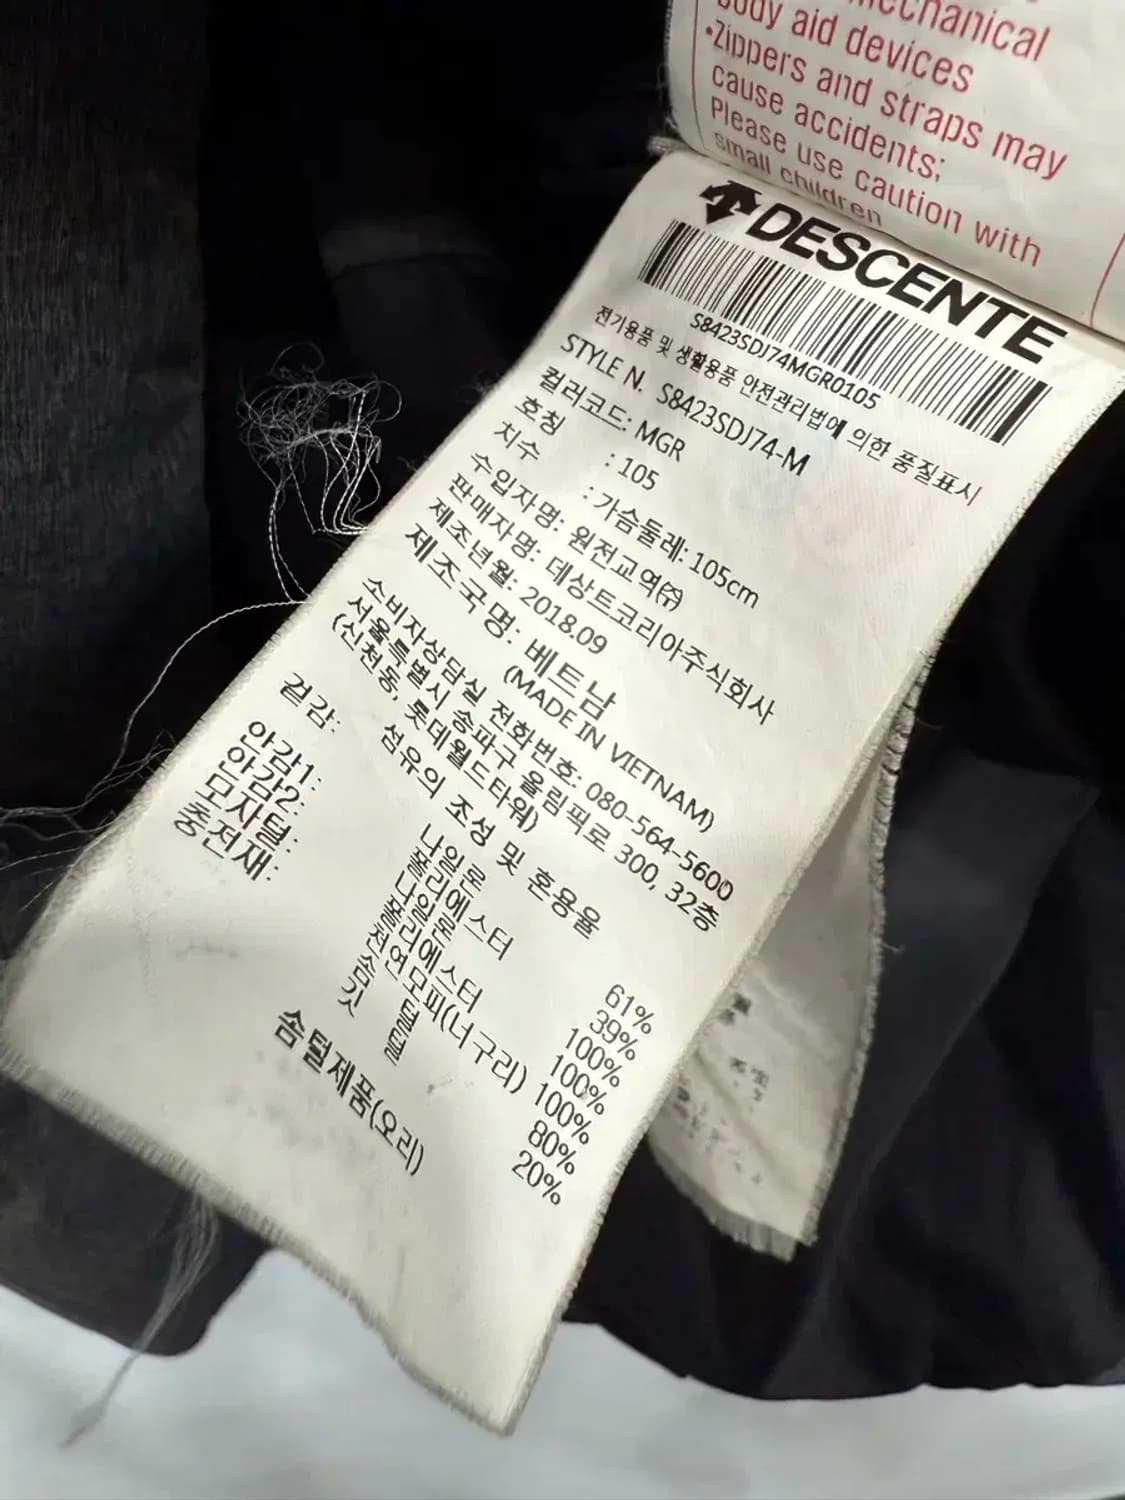 mechanical
body aid devices
•Zippers and straps may
cause accidents;
Please use caution with
small children
DESCENTE
S8423SDJ74MGR0105
전기용품 및 생활용품 안전관리법에 의한 품질표시
STYLE N. S8423SDJ74-M
컬러코드: MGR
호칭 : 105
치수 : 가슴둘레: 105cm
수입자명: 원전교역㈜
판매자명: 데상트코리아주식회사
제조년월: 2018.09
제조국명: 베트남
(MADE IN VIETNAM)
소비자상담실 전화번호: 080-564-5600
서울특별시 송파구 올림픽로 300, 32층
(신천동, 롯데월드타워)
섬유의 조성 및 혼용율
겉감: 나일론 61%
폴리에스터 39%
안감1: 나일론 100%
안감2: 폴리에스터 100%
모자털: 천연모피(너구리) 100%
충전재: 솜털 80%
깃털 20%
솜털제품(오리)